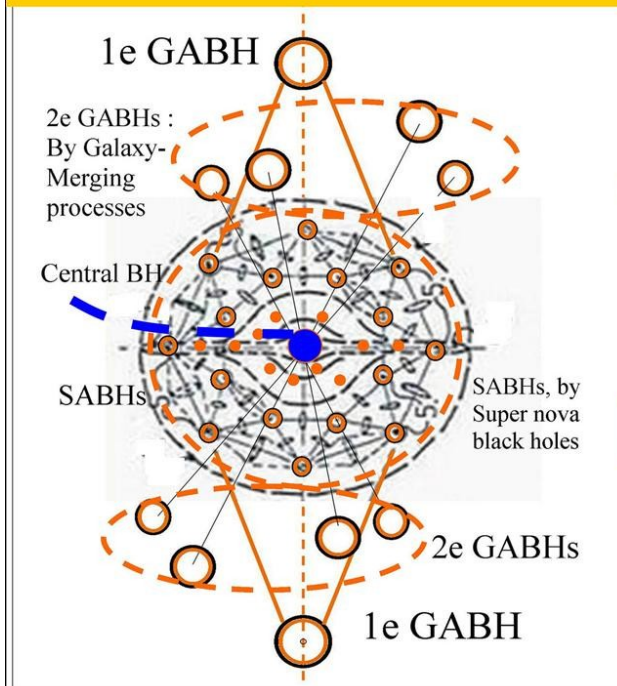 1e GABH
2e GABHs :
By Galaxy-
Merging
processes
Central BH
SABHs
SABHs, by
Super nova
black holes
2e GABHs
1e GABH